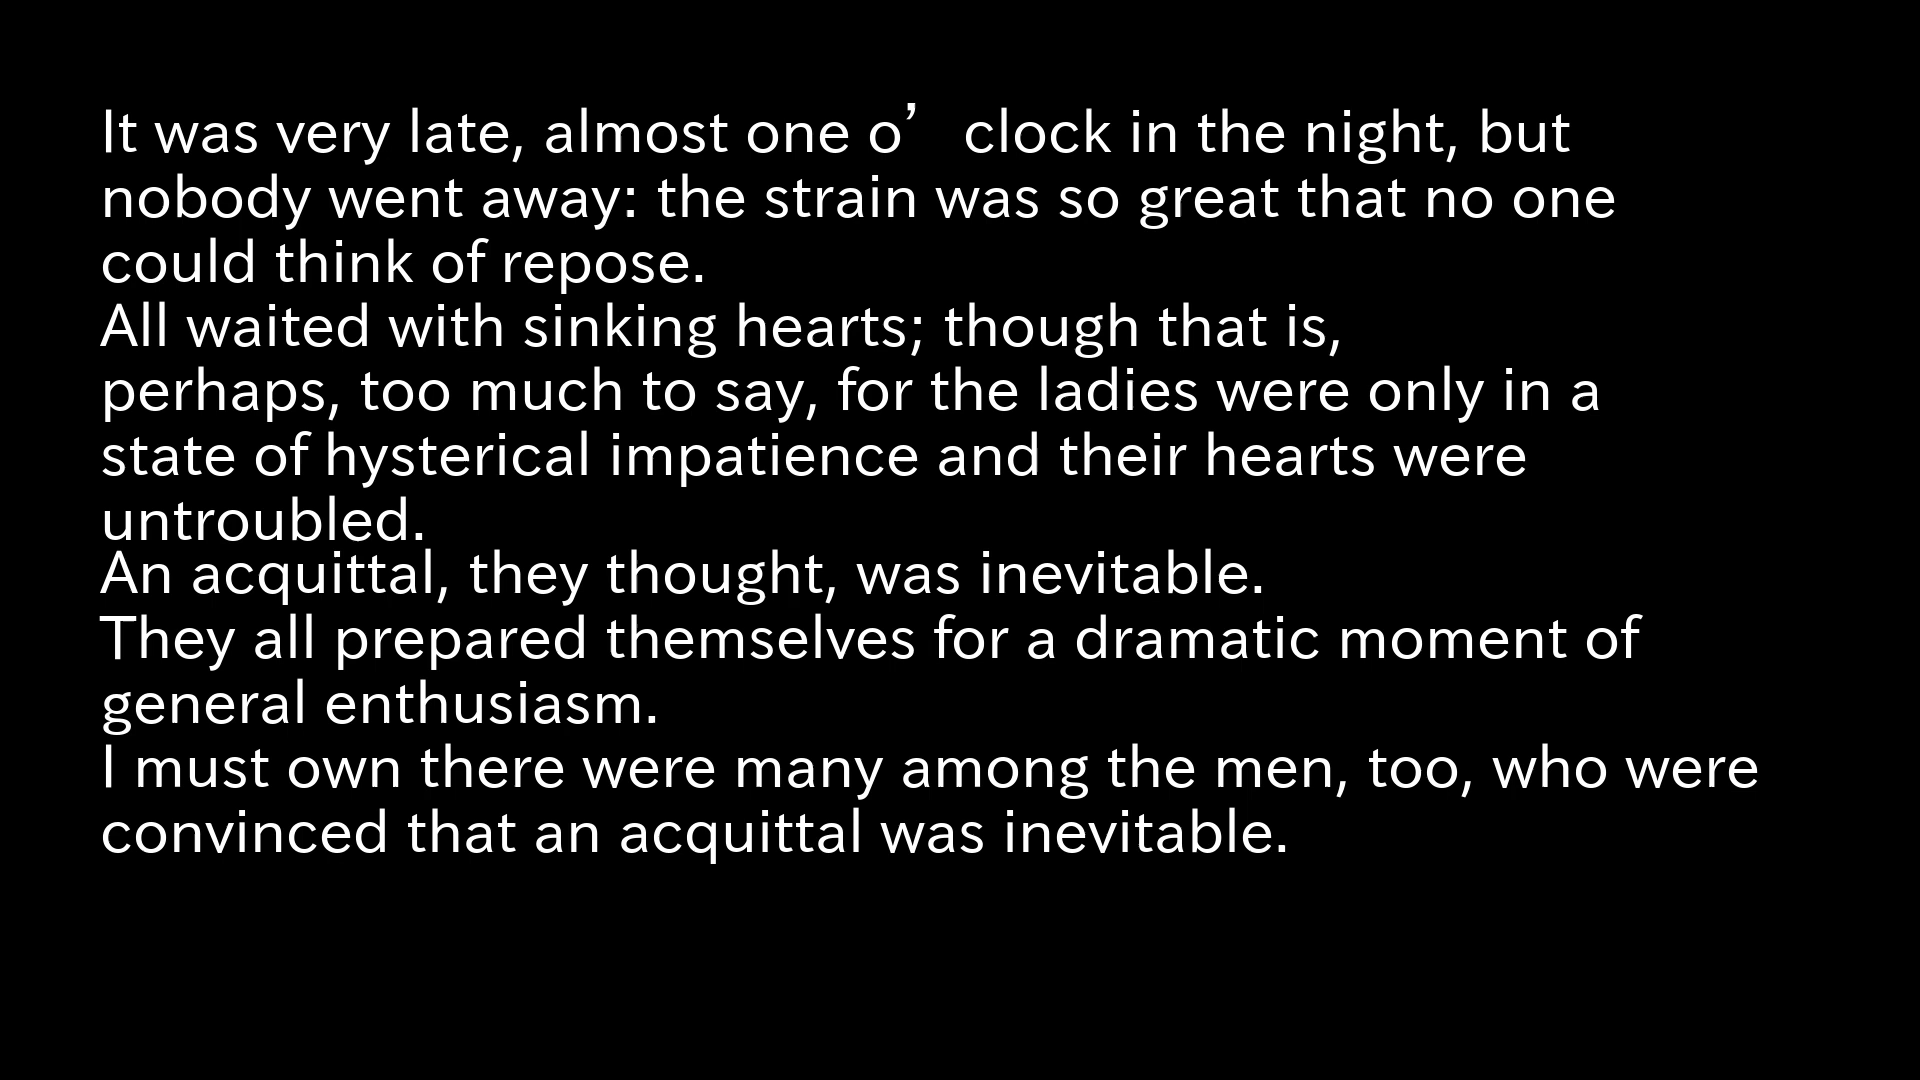 It was very late, almost one o’clock in the night, but
nobody went away: the strain was so great that no one
could think of repose.
All waited with sinking hearts; though that is,
perhaps, too much to say, for the ladies were only in a
state of hysterical impatience and their hearts were
untroubled.
An acquittal, they thought, was inevitable.
They all prepared themselves for a dramatic moment of
general enthusiasm.
I must own there were many among the men, too, who were
convinced that an acquittal was inevitable.